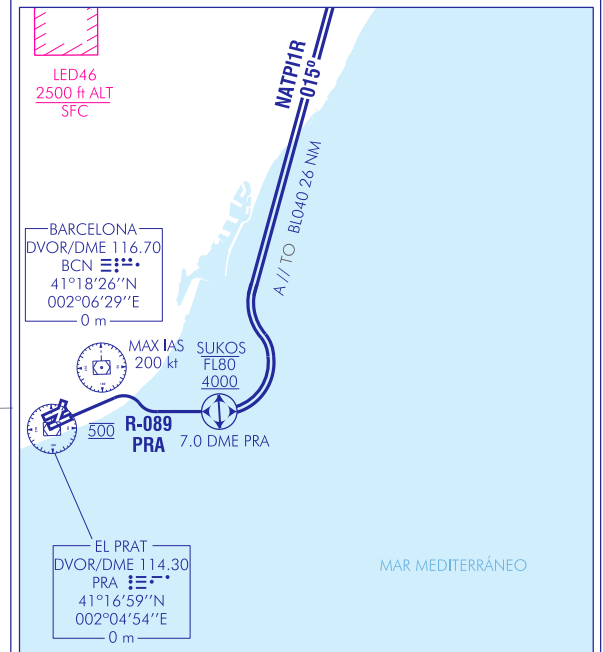 LED46
2500 ft ALT
SFC
NATPI1R
015º
A // TO BL040 26 NM
BARCELONA
DVOR/DME 116.70
BCN
41°18'26''N
002°06'29''E
0 m
MAX IAS
200 kt
SUKOS
FL80
4000
500
R-089
PRA
7.0 DME PRA
EL PRAT
DVOR/DME 114.30
PRA
41°16'59''N
002°04'54''E
0 m
MAR MEDITERRÁNEO